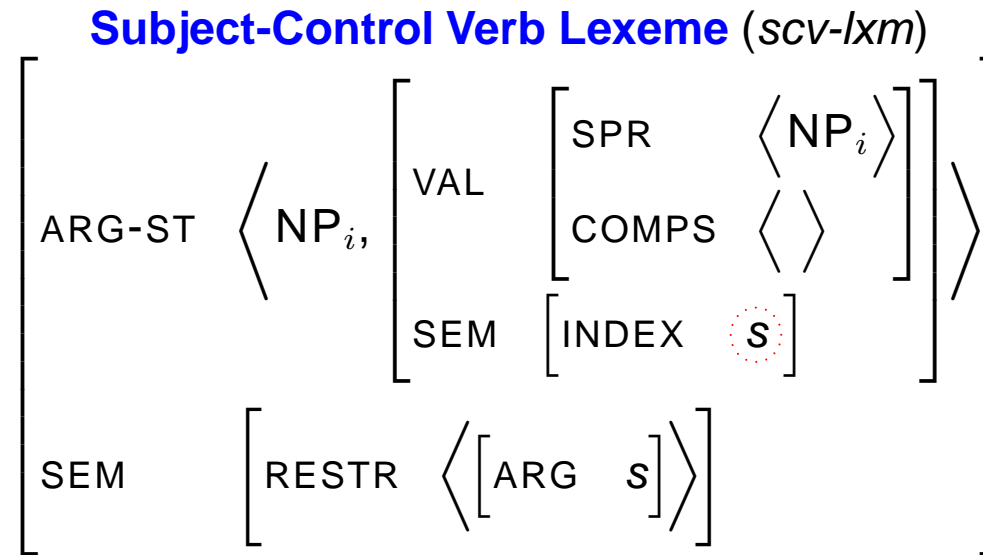 Subject-Control Verb Lexeme (scv-lxm)
SPR ⟨NP_i⟩
VAL
ARG-ST ⟨NP_i,
COMPS ⟨ ⟩
SEM [INDEX s]⟩
SEM [RESTR ⟨[ARG s]⟩]